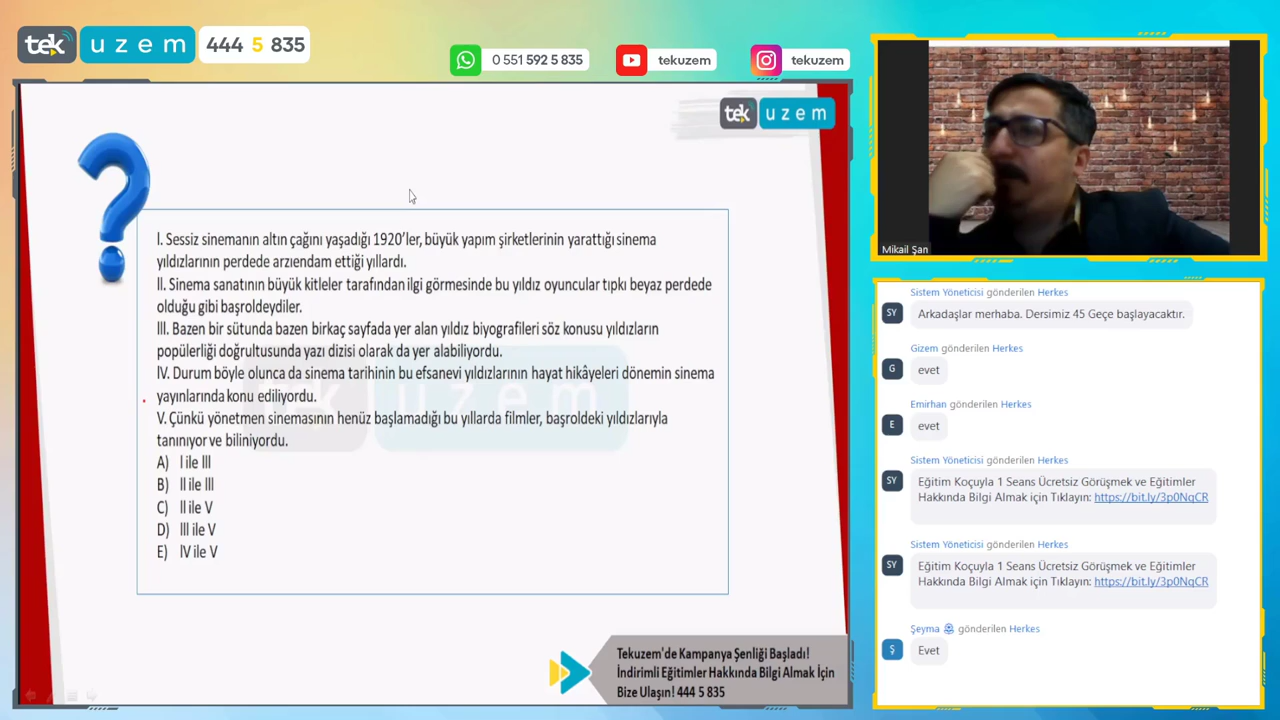 tek uzem 444 5 835
0 551 592 5 835
tekuzem
tekuzem
tek uzem
I. Sessiz sinemanın altın çağını yaşadığı 1920’ler, büyük yapım şirketlerinin yarattığı sinema
yıldızlarının perdede arzıendam ettiği yıllardı.
II. Sinema sanatının büyük kitleler tarafından ilgi görmesinde bu yıldız oyuncular tıpkı beyaz perdede
olduğu gibi başroldeydiler.
III. Bazen bir sütunda bazen birkaç sayfada yer alan yıldız biyografileri söz konusu yıldızların
popülerliği doğrultusunda yazı dizisi olarak da yer alabiliyordu.
IV. Durum böyle olunca da sinema tarihinin bu efsanevi yıldızlarının hayat hikâyeleri dönemin sinema
yayınlarında konu ediliyordu.
V. Çünkü yönetmen sinemasının henüz başlamadığı bu yıllarda filmler, başroldeki yıldızlarıyla
tanınıyor ve biliniyordu.
A) I ile III
B) II ile III
C) II ile V
D) III ile V
E) IV ile V
tek uzem
Tekuzem'de Kampanya Şenliği Başladı!
İndirimli Eğitimler Hakkında Bilgi Almak İçin
Bize Ulaşın! 444 5 835
Mikail Şan
Sistem Yöneticisi gönderilen Herkes
SY
Arkadaşlar merhaba. Dersimiz 45 Geçe başlayacaktır.
Gizem gönderilen Herkes
G
evet
Emirhan gönderilen Herkes
E
evet
Sistem Yöneticisi gönderilen Herkes
SY
Eğitim Koçuyla 1 Seans Ücretsiz Görüşmek ve Eğitimler
Hakkında Bilgi Almak için Tıklayın: https://bit.ly/3p0NqCR
Sistem Yöneticisi gönderilen Herkes
SY
Eğitim Koçuyla 1 Seans Ücretsiz Görüşmek ve Eğitimler
Hakkında Bilgi Almak için Tıklayın: https://bit.ly/3p0NqCR
Şeyma gönderilen Herkes
Ş
Evet